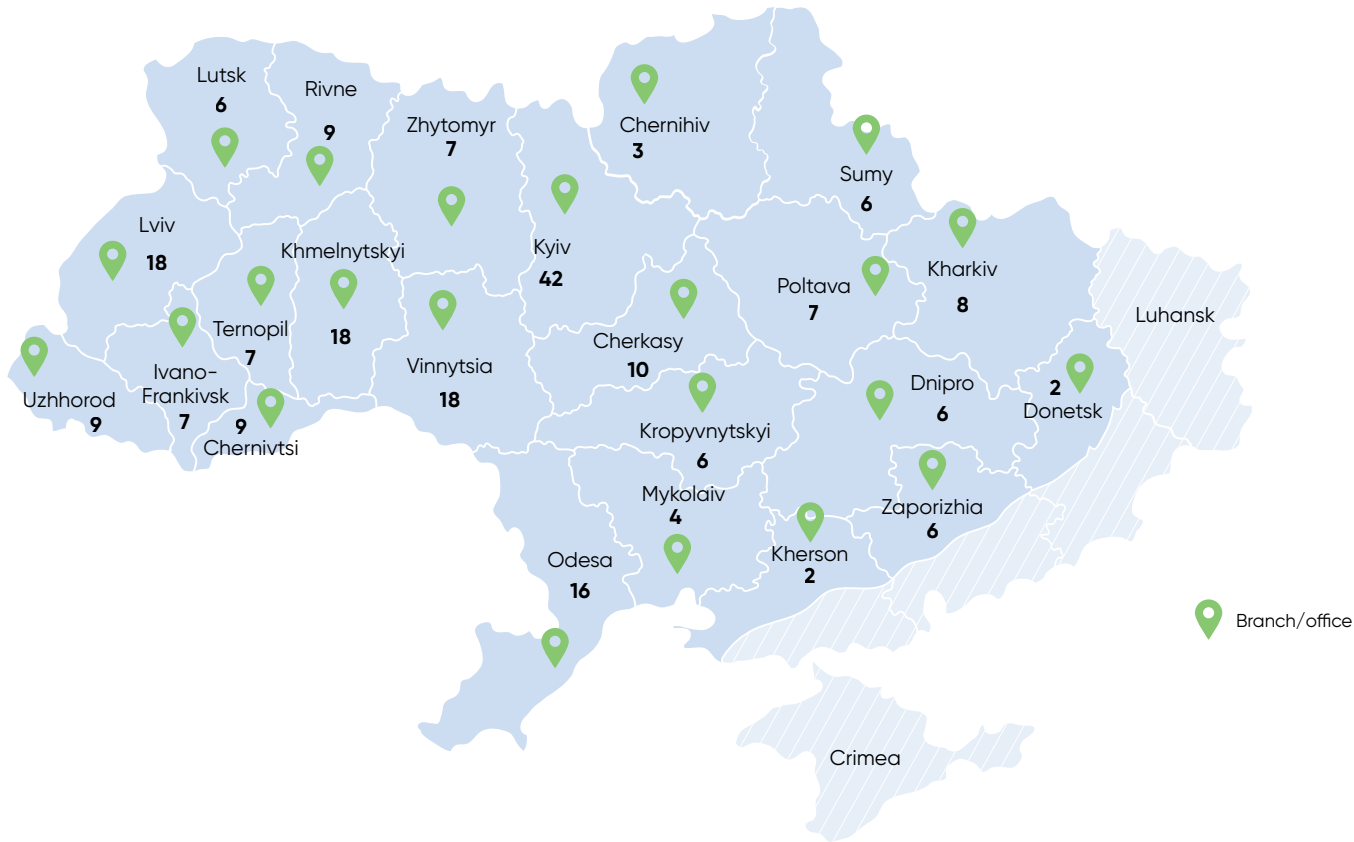 Lutsk
6
Rivne
9
Zhytomyr
7
Chernihiv
3
Sumy
6
Lviv
18
Khmelnytskyi
18
Kyiv
42
Kharkiv
8
Poltava
7
Luhansk
Ternopil
7
Cherkasy
10
Vinnytsia
18
Ivano-
Frankivsk
7
Uzhhorod
9
9
Chernivtsi
Dnipro
6
2
Donetsk
Kropyvnytskyi
6
Mykolaiv
4
Zaporizhia
6
Kherson
2
Odesa
16
Branch/office
Crimea